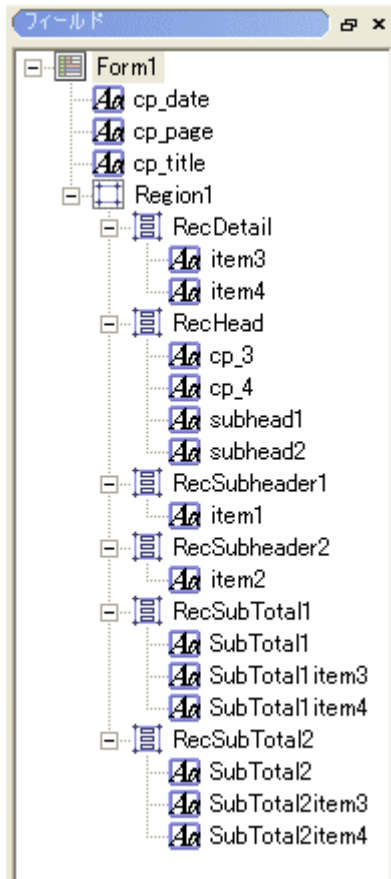 フィールド
Form1
cp_date
cp_page
cp_title
Region1
RecDetail
item3
item4
RecHead
cp_3
cp_4
subhead1
subhead2
RecSubheader1
item1
RecSubheader2
item2
RecSubTotal1
SubTotal1
SubTotal1item3
SubTotal1item4
RecSubTotal2
SubTotal2
SubTotal2item3
SubTotal2item4